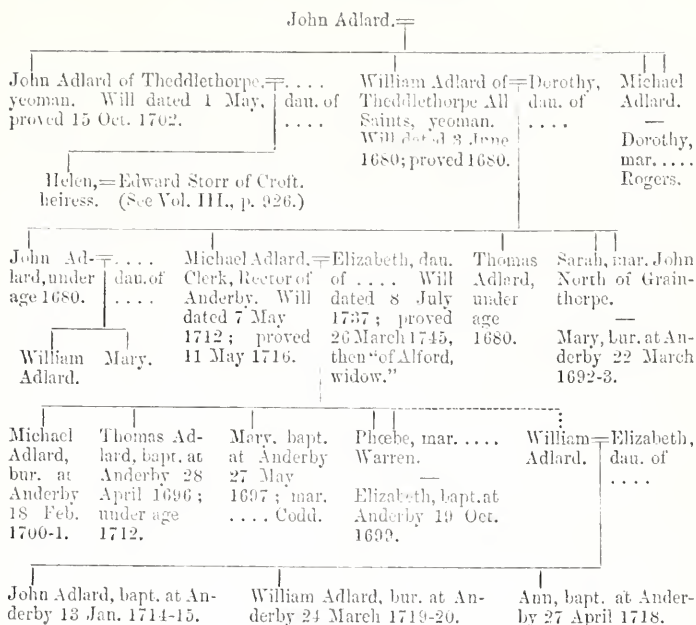 John Adlard.
John Adlard of Theddlethorpe,
yeoman. Will dated 1 May,
proved 15 Oct. 1702.
. . . .
dau. of
. . . .
William Adlard of
Theddlethorpe All
Saints, yeoman.
Will dated 3 June
1680; proved 1680.
Dorothy,
dau. of
. . . .
Michael
Adlard.
—
Dorothy,
mar. . . . .
Rogers.
Helen,
heiress.
Edward Storr of Croft.
(See Vol. III., p. 926.)
John Ad-
lard, under
age 1680.
. . . .
dau. of
. . . .
Michael Adlard,
Clerk, Rector of
Anderby. Will
dated 7 May
1712; proved
11 May 1716.
Elizabeth, dau.
of . . . . Will
dated 8 July
1737; proved
26 March 1745,
then "of Alford,
widow."
Thomas
Adlard,
under
age
1680.
Sarah, mar. John
North of Grain-
thorpe.
—
Mary, bur. at An-
derby 22 March
1692-3.
William
Adlard.
Mary.
Michael
Adlard,
bur. at
Anderby
18 Feb.
1700-1.
Thomas Ad-
lard, bapt. at
Anderby 28
April 1696;
under age
1712.
Mary, bapt.
at Anderby
27 May
1697; mar.
. . . . Codd.
Phœbe, mar. . . . .
Warren.
—
Elizabeth, bapt. at
Anderby 19 Oct.
1699.
William
Adlard.
Elizabeth,
dau. of
. . . .
John Adlard, bapt. at An-
derby 13 Jan. 1714-15.
William Adlard, bur. at An-
derby 24 March 1719-20.
Ann, bapt. at Ander-
by 27 April 1718.